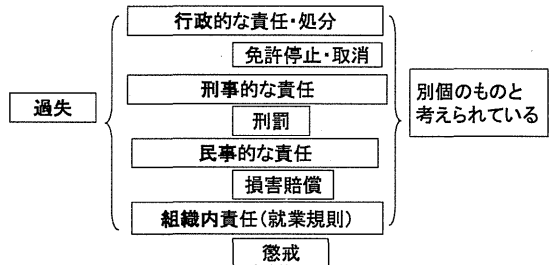 行政的な責任・処分
免許停止・取消
刑事的な責任
刑罰
過失
民事的な責任
損害賠償
組織内責任(就業規則)
懲戒
別個のものと
考えられている